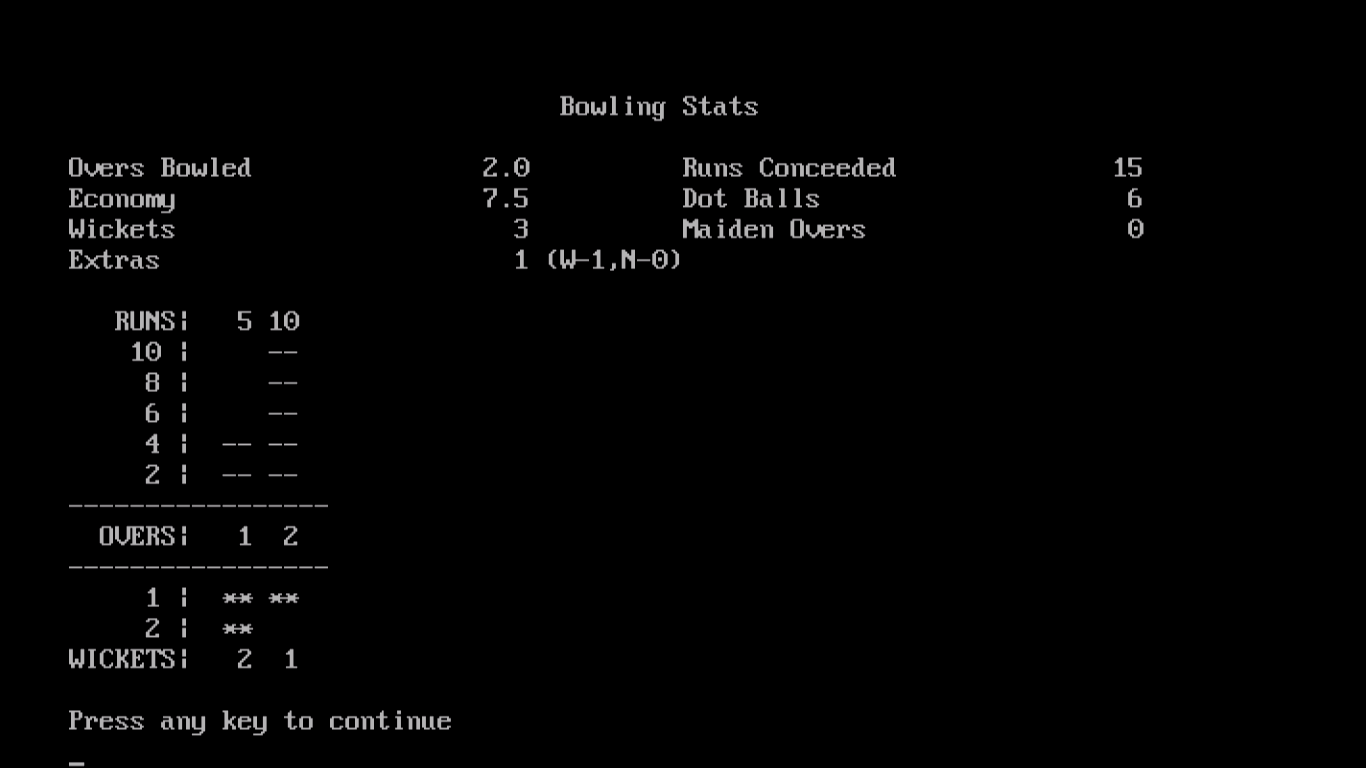 Bowling Stats
Overs Bowled 2.0 Runs Conceeded 15
Economy 7.5 Dot Balls 6
Wickets 3 Maiden Overs 0
Extras 1 (W-1,N-0)
RUNS¦ 5 10
10 ¦ --
8 ¦ --
6 ¦ --
4 ¦ -- --
2 ¦ -- --
-----------------
OVERS¦ 1 2
-----------------
1 ¦ ** **
2 ¦ **
WICKETS¦ 2 1
Press any key to continue
_